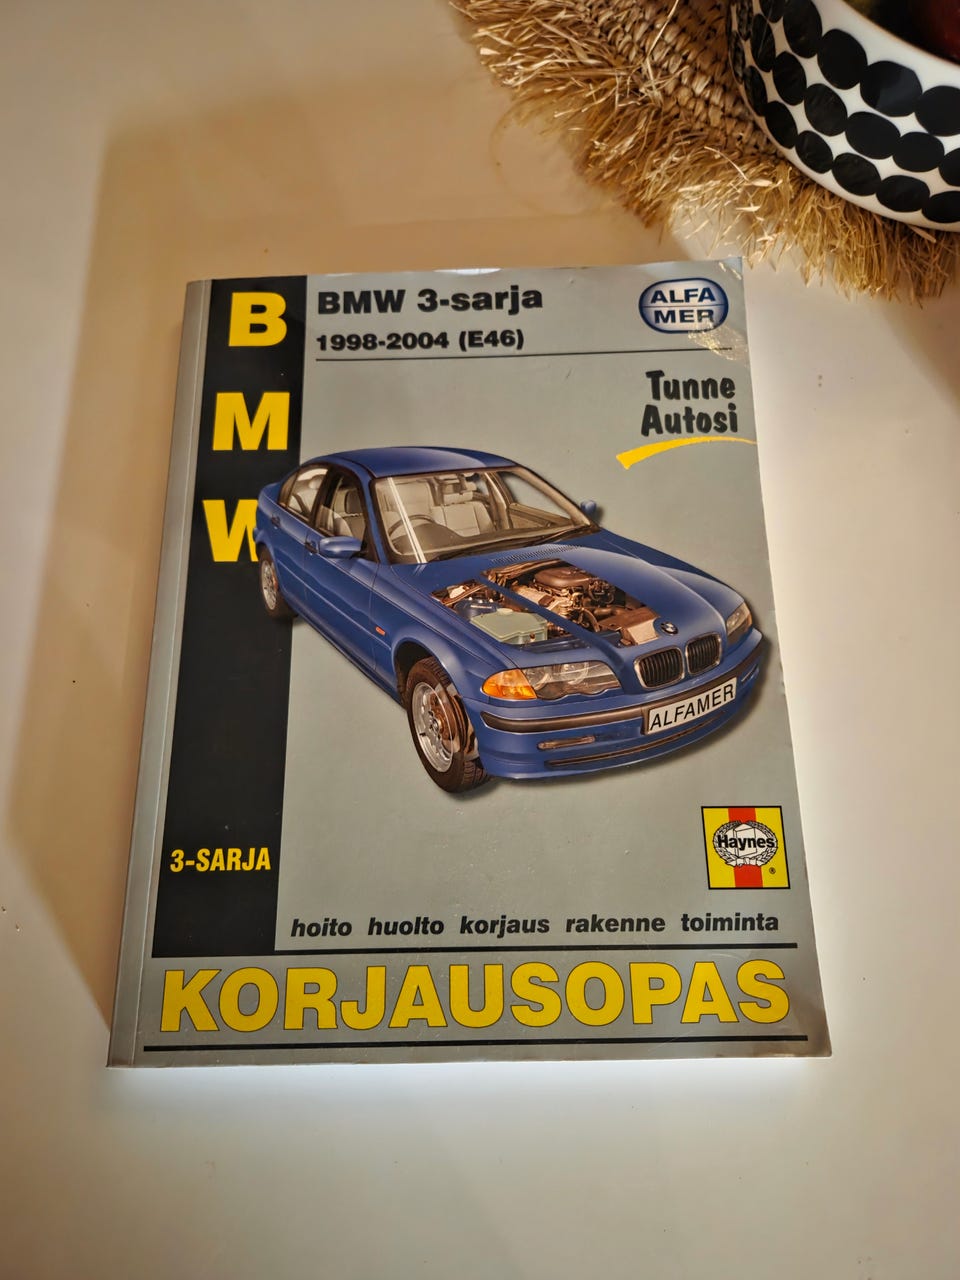 B
M
W
BMW 3-sarja
1998-2004 (E46)
ALFA
MER
Tunne
Autosi
ALFAMER
Haynes
®
3-SARJA
hoito huolto korjaus rakenne toiminta
KORJAUSOPAS